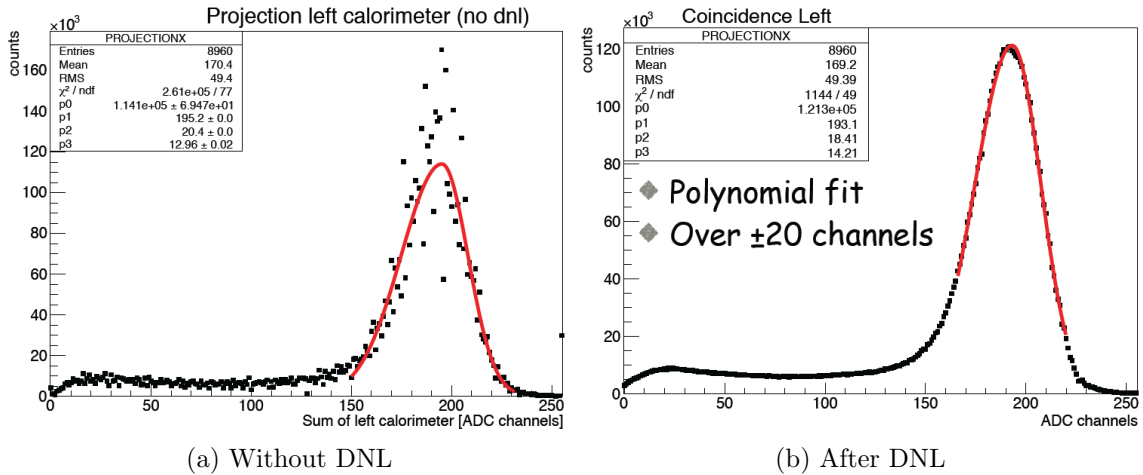 Projection left calorimeter (no dnl)
×10³
counts
PROJECTIONX
Entries 8960
Mean 170.4
RMS 49.4
χ² / ndf 2.61e+05 / 77
p0 1.141e+05 ± 6.947e+01
p1 195.2 ± 0.0
p2 20.4 ± 0.0
p3 12.96 ± 0.02
160
140
120
100
80
60
40
20
0
0 50 100 150 200 250
Sum of left calorimeter [ADC channels]
(a) Without DNL
Coincidence Left
×10³
counts
PROJECTIONX
Entries 8960
Mean 169.2
RMS 49.39
χ² / ndf 1144 / 49
p0 1.213e+05
p1 193.1
p2 18.41
p3 14.21
Polynomial fit
Over ±20 channels
120
100
80
60
40
20
0
0 50 100 150 200 250
ADC channels
(b) After DNL